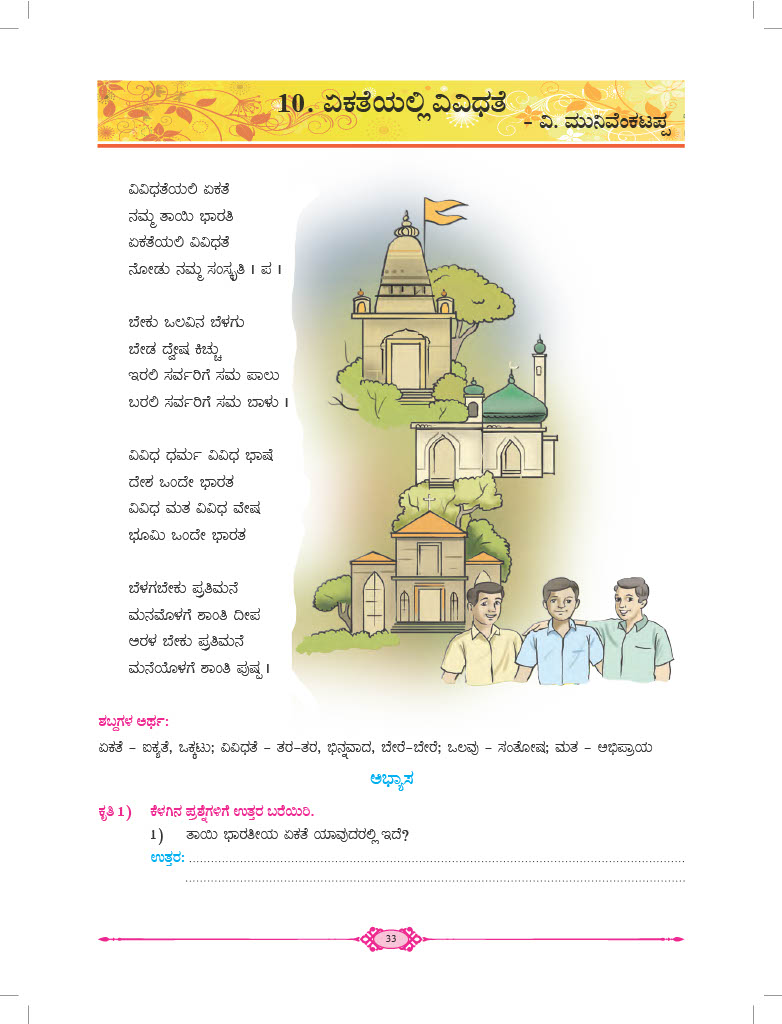 10. ಏಕತೆಯಲ್ಲಿ ವಿವಿಧತೆ
– ವಿ. ಮುನಿವೆಂಕಟಪ್ಪ
ವಿವಿಧತೆಯಲಿ ಏಕತೆ
ನಮ್ಮ ತಾಯಿ ಭಾರತಿ
ಏಕತೆಯಲಿ ವಿವಿಧತೆ
ನೋಡು ನಮ್ಮ ಸಂಸ್ಕೃತಿ । ಪ ।
ಬೇಕು ಒಲವಿನ ಬೆಳಗು
ಬೇಡ ದ್ವೇಷ ಕಿಚ್ಚು
ಇರಲಿ ಸರ್ವರಿಗೆ ಸಮ ಪಾಲು
ಬರಲಿ ಸರ್ವರಿಗೆ ಸಮ ಬಾಳು ।
ವಿವಿಧ ಧರ್ಮ ವಿವಿಧ ಭಾಷೆ
ದೇಶ ಒಂದೇ ಭಾರತ
ವಿವಿಧ ಮತ ವಿವಿಧ ವೇಷ
ಭೂಮಿ ಒಂದೇ ಭಾರತ
ಬೆಳಗಬೇಕು ಪ್ರತಿಮನೆ
ಮನಮೊಳಗೆ ಶಾಂತಿ ದೀಪ
ಅರಳ ಬೇಕು ಪ್ರತಿಮನೆ
ಮನೆಯೊಳಗೆ ಶಾಂತಿ ಪುಷ್ಪ ।
ಶಬ್ದಗಳ ಅರ್ಥ:
ಏಕತೆ – ಐಕ್ಯತೆ, ಒಕ್ಕಟು; ವಿವಿಧತೆ – ತರ–ತರ, ಭಿನ್ನವಾದ, ಬೇರೆ–ಬೇರೆ; ಒಲವು – ಸಂತೋಷ; ಮತ – ಅಭಿಪ್ರಾಯ
ಅಭ್ಯಾಸ
ಕೃತಿ 1) ಕೆಳಗಿನ ಪ್ರಶ್ನೆಗಳಿಗೆ ಉತ್ತರ ಬರೆಯಿರಿ.
1) ತಾಯಿ ಭಾರತೀಯ ಏಕತೆ ಯಾವುದರಲ್ಲಿ ಇದೆ?
ಉತ್ತರ:
33